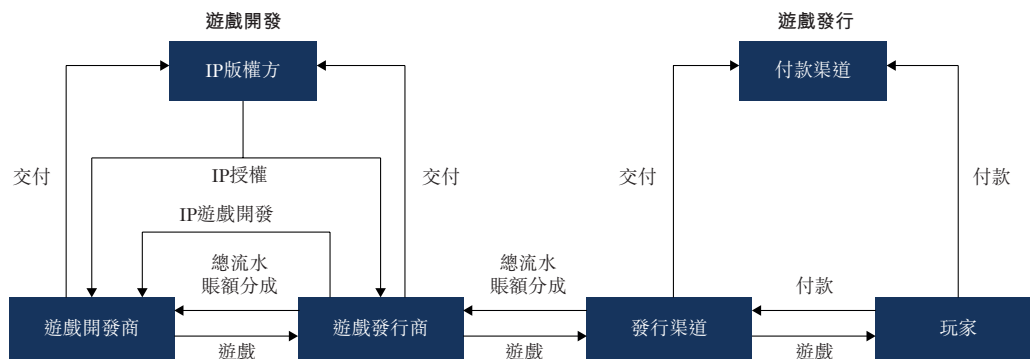 遊戲開發
遊戲發行
IP版權方
付款渠道
交付
IP授權
交付
交付
付款
IP遊戲開發
總流水
賬額分成
總流水
賬額分成
付款
遊戲開發商
遊戲發行商
發行渠道
玩家
遊戲
遊戲
遊戲